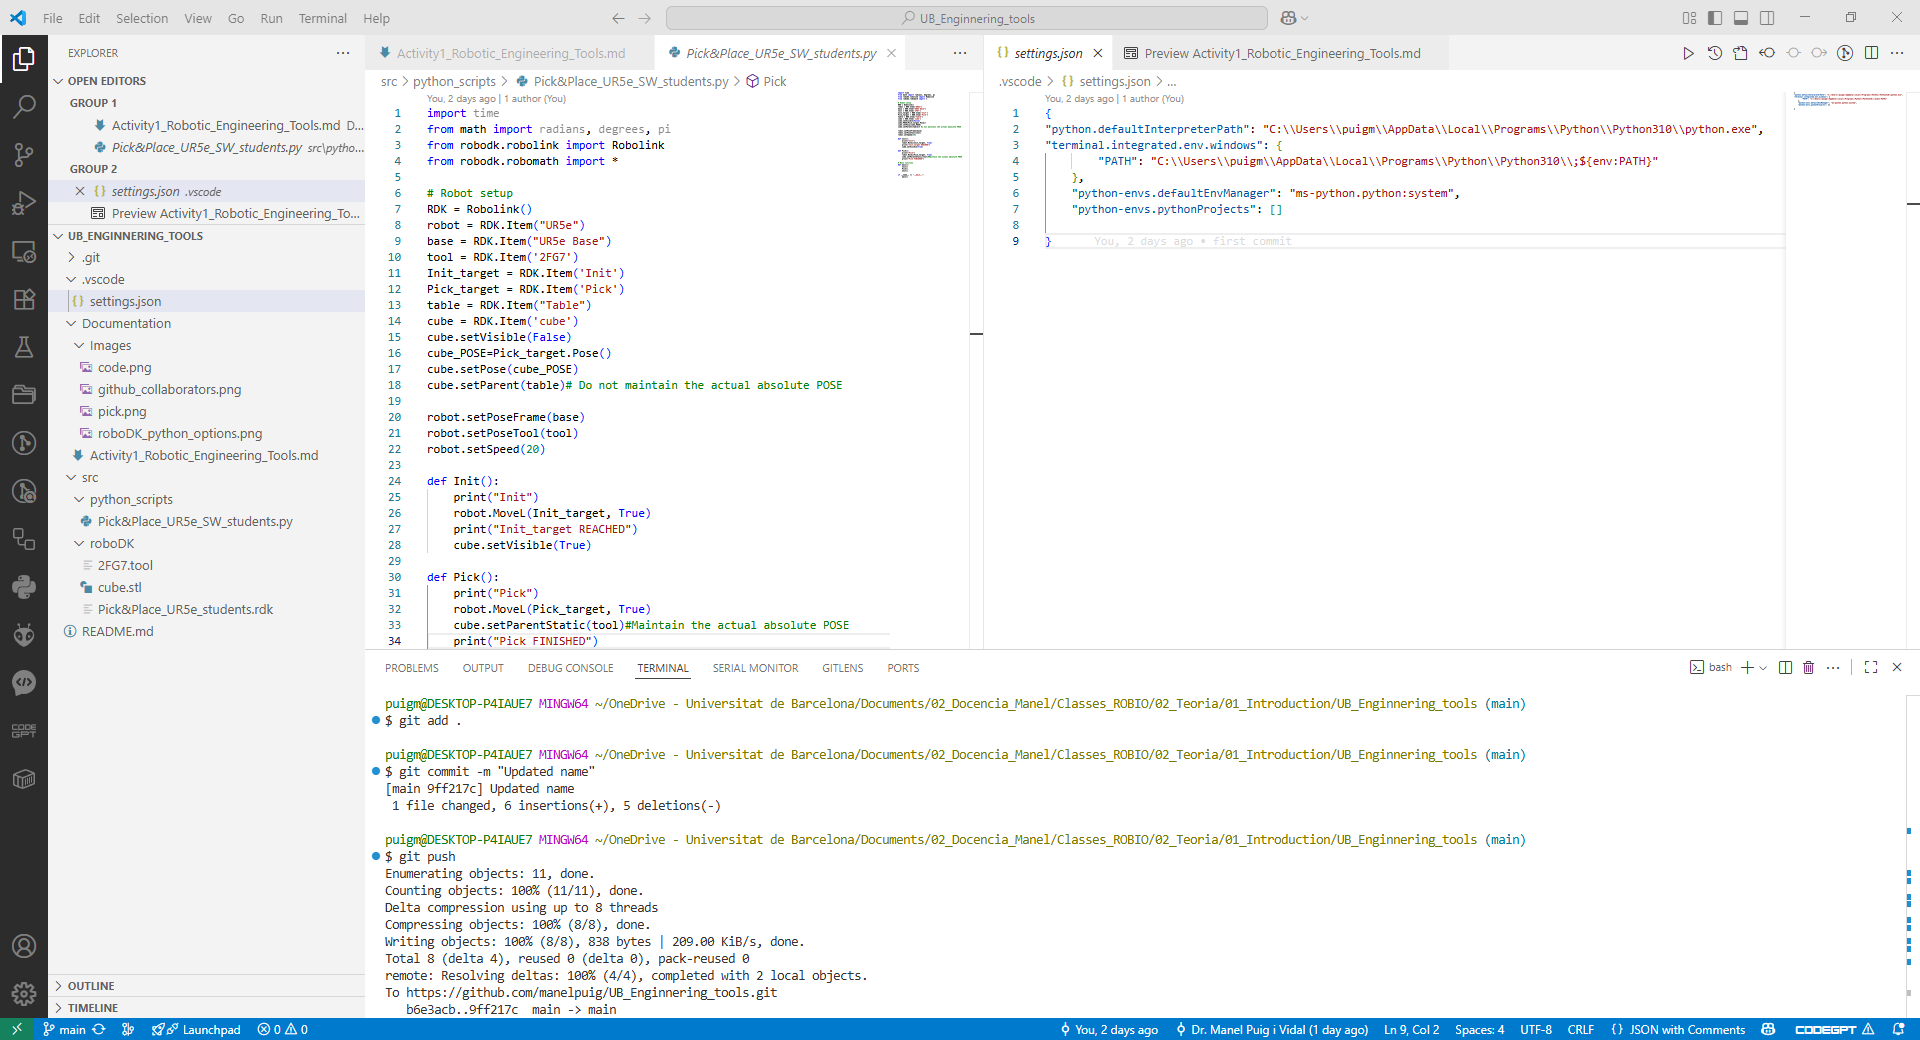 File Edit Selection View Go Run Terminal Help
UB_Enginnering_tools
EXPLORER
OPEN EDITORS
GROUP 1
Activity1_Robotic_Engineering_Tools.md D...
Pick&Place_UR5e_SW_students.py src\pytho...
GROUP 2
settings.json .vscode
Preview Activity1_Robotic_Engineering_To...
UB_ENGINNERING_TOOLS
.git
.vscode
settings.json
Documentation
Images
code.png
github_collaborators.png
pick.png
roboDK_python_options.png
Activity1_Robotic_Engineering_Tools.md
src
python_scripts
Pick&Place_UR5e_SW_students.py
roboDK
2FG7.tool
cube.stl
Pick&Place_UR5e_students.rdk
README.md
OUTLINE
TIMELINE
Activity1_Robotic_Engineering_Tools.md
Pick&Place_UR5e_SW_students.py
src > python_scripts > Pick&Place_UR5e_SW_students.py > Pick
You, 2 days ago | 1 author (You)
1 import time
2 from math import radians, degrees, pi
3 from robodk.robolink import Robolink
4 from robodk.robomath import *
5
6 # Robot setup
7 RDK = Robolink()
8 robot = RDK.Item("UR5e")
9 base = RDK.Item("UR5e Base")
10 tool = RDK.Item('2FG7')
11 Init_target = RDK.Item('Init')
12 Pick_target = RDK.Item('Pick')
13 table = RDK.Item("Table")
14 cube = RDK.Item('cube')
15 cube.setVisible(False)
16 cube_POSE=Pick_target.Pose()
17 cube.setPose(cube_POSE)
18 cube.setParent(table)# Do not maintain the actual absolute POSE
19
20 robot.setPoseFrame(base)
21 robot.setPoseTool(tool)
22 robot.setSpeed(20)
23
24 def Init():
25 print("Init")
26 robot.MoveL(Init_target, True)
27 print("Init_target REACHED")
28 cube.setVisible(True)
29
30 def Pick():
31 print("Pick")
32 robot.MoveL(Pick_target, True)
33 cube.setParentStatic(tool)#Maintain the actual absolute POSE
34 print("Pick FINISHED")
settings.json
Preview Activity1_Robotic_Engineering_Tools.md
.vscode > {} settings.json > ...
You, 2 days ago | 1 author (You)
1 {
2 "python.defaultInterpreterPath": "C:\\Users\\puigm\\AppData\\Local\\Programs\\Python\\Python310\\python.exe",
3 "terminal.integrated.env.windows": {
4 "PATH": "C:\\Users\\puigm\\AppData\\Local\\Programs\\Python\\Python310\\;${env:PATH}"
5 },
6 "python-envs.defaultEnvManager": "ms-python.python:system",
7 "python-envs.pythonProjects": []
8
9 } You, 2 days ago • first commit
PROBLEMS OUTPUT DEBUG CONSOLE TERMINAL SERIAL MONITOR GITLENS PORTS
bash
puigm@DESKTOP-P4IAUE7 MINGW64 ~/OneDrive - Universitat de Barcelona/Documents/02_Docencia_Manel/Classes_ROBIO/02_Teoria/01_Introduction/UB_Enginnering_tools (main)
$ git add .
puigm@DESKTOP-P4IAUE7 MINGW64 ~/OneDrive - Universitat de Barcelona/Documents/02_Docencia_Manel/Classes_ROBIO/02_Teoria/01_Introduction/UB_Enginnering_tools (main)
$ git commit -m "Updated name"
[main 9ff217c] Updated name
1 file changed, 6 insertions(+), 5 deletions(-)
puigm@DESKTOP-P4IAUE7 MINGW64 ~/OneDrive - Universitat de Barcelona/Documents/02_Docencia_Manel/Classes_ROBIO/02_Teoria/01_Introduction/UB_Enginnering_tools (main)
$ git push
Enumerating objects: 11, done.
Counting objects: 100% (11/11), done.
Delta compression using up to 8 threads
Compressing objects: 100% (8/8), done.
Writing objects: 100% (8/8), 838 bytes | 209.00 KiB/s, done.
Total 8 (delta 4), reused 0 (delta 0), pack-reused 0
remote: Resolving deltas: 100% (4/4), completed with 2 local objects.
To https://github.com/manelpuig/UB_Enginnering_tools.git
b6e3acb..9ff217c main -> main
main Launchpad 0 0 You, 2 days ago Dr. Manel Puig i Vidal (1 day ago) Ln 9, Col 2 Spaces: 4 UTF-8 CRLF {} JSON with Comments CODEGPT